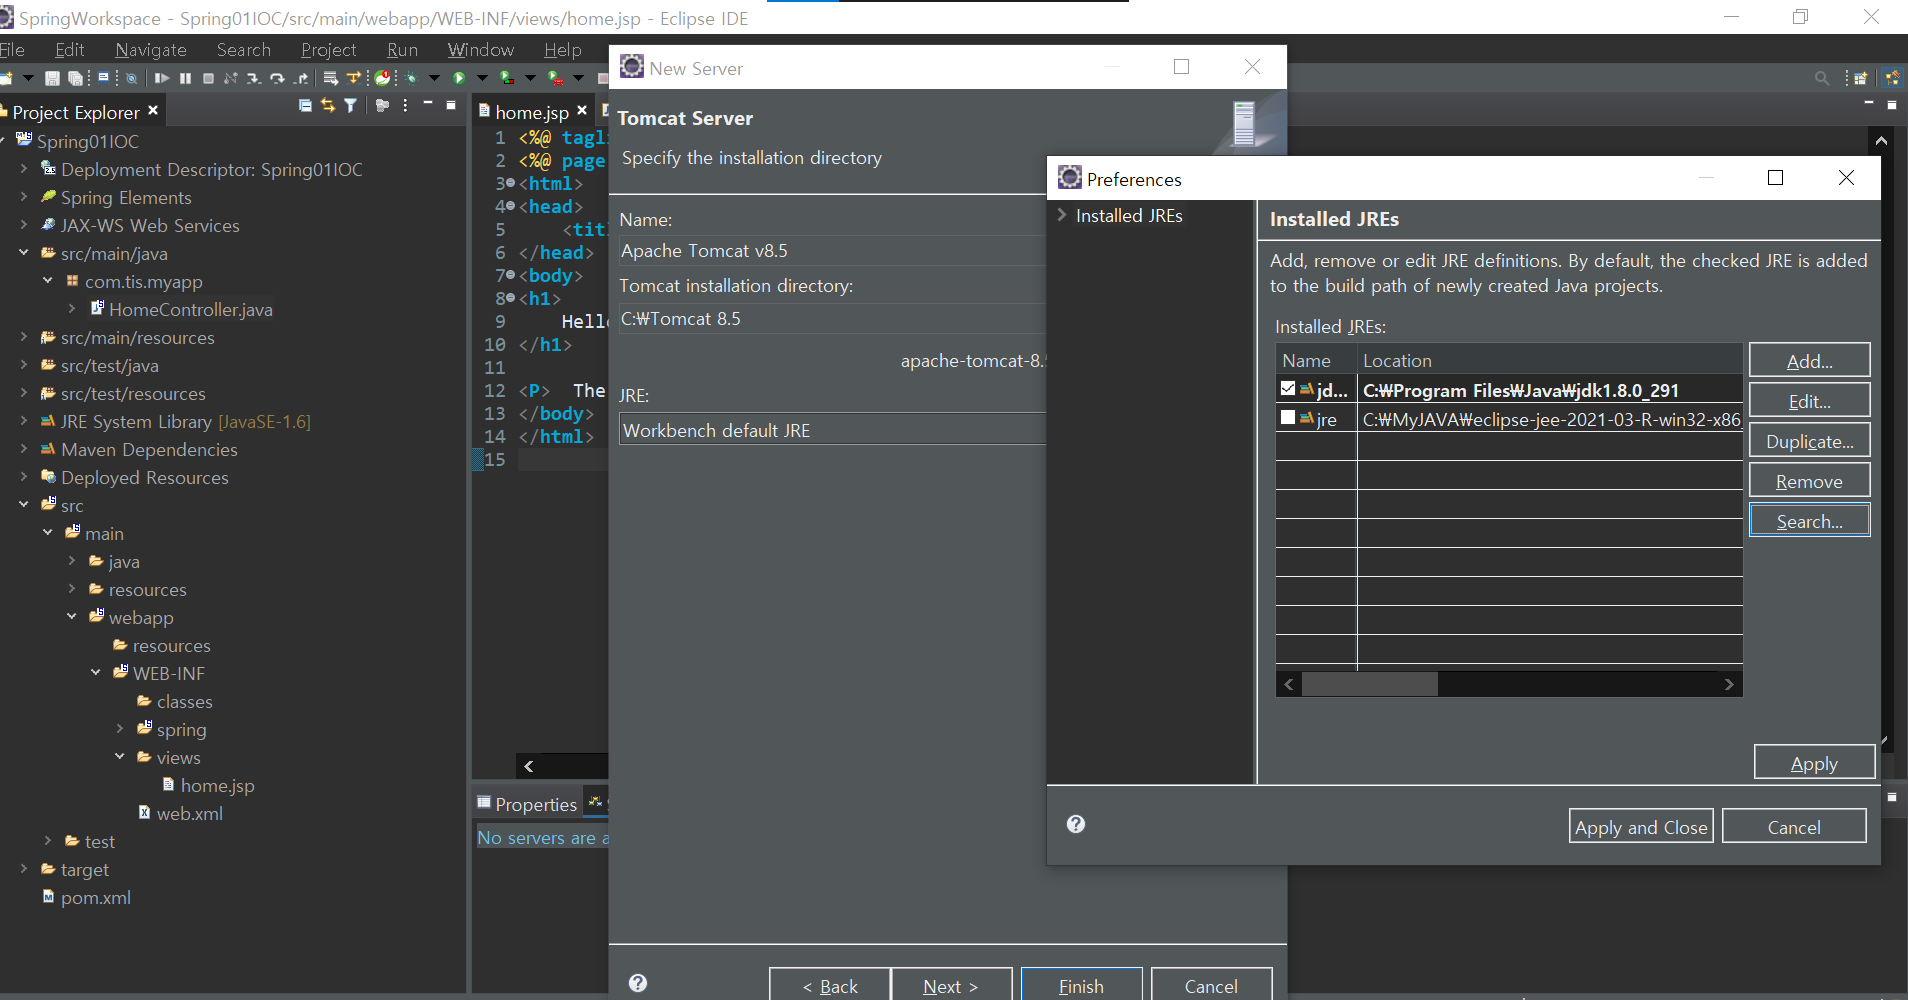 SpringWorkspace - Spring01IOC/src/main/webapp/WEB-INF/views/home.jsp - Eclipse IDE
File Edit Navigate Search Project Run Window Help
Project Explorer
Spring01IOC
Deployment Descriptor: Spring01IOC
Spring Elements
JAX-WS Web Services
src/main/java
com.tis.myapp
HomeController.java
src/main/resources
src/test/java
src/test/resources
JRE System Library [JavaSE-1.6]
Maven Dependencies
Deployed Resources
src
main
java
resources
webapp
resources
WEB-INF
classes
spring
views
home.jsp
web.xml
test
target
pom.xml
home.jsp
1 <%@ tagl
2 <%@ page
3 <html>
4 <head>
5 <tit
6 </head>
7 <body>
8 <h1>
9 Hell
10 </h1>
11
12 <P> The
13 </body>
14 </html>
15
Properties
No servers are a
New Server
Tomcat Server
Specify the installation directory
Name:
Apache Tomcat v8.5
Tomcat installation directory:
C:₩Tomcat 8.5
apache-tomcat-8.
JRE:
Workbench default JRE
< Back Next > Finish Cancel
Preferences
Installed JREs
Installed JREs
Add, remove or edit JRE definitions. By default, the checked JRE is added
to the build path of newly created Java projects.
Installed JREs:
Name Location
jd... C:₩Program Files₩Java₩jdk1.8.0_291
jre C:₩MyJAVA₩eclipse-jee-2021-03-R-win32-x86_
Add...
Edit...
Duplicate...
Remove
Search...
Apply
Apply and Close Cancel